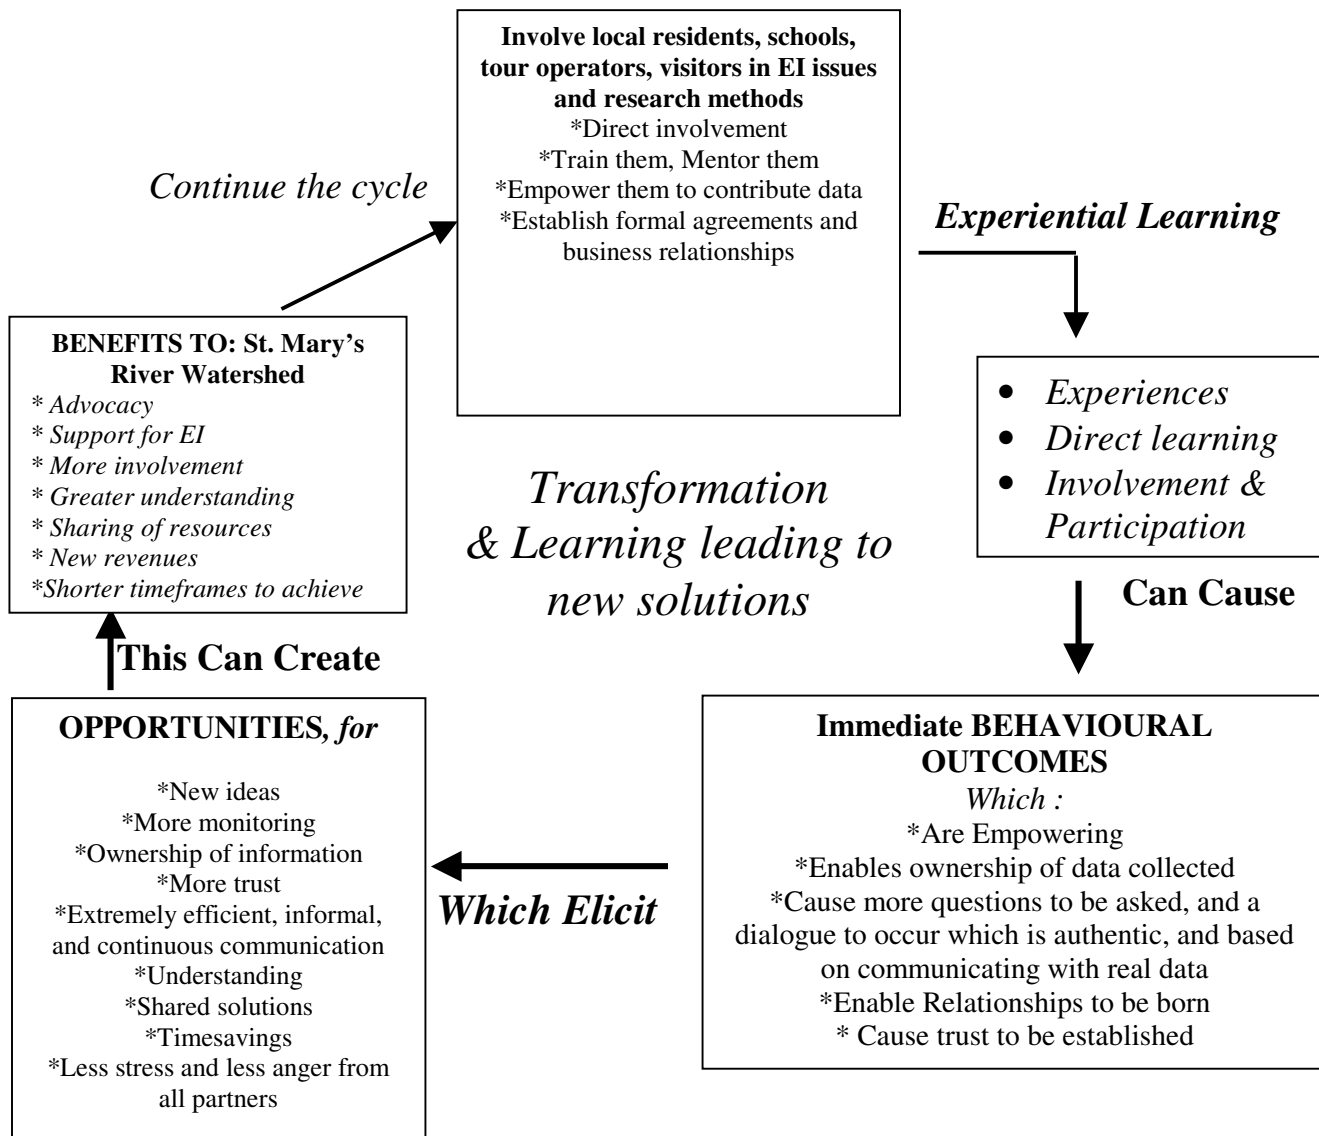 Involve local residents, schools,
tour operators, visitors in EI issues
and research methods
*Direct involvement
*Train them, Mentor them
*Empower them to contribute data
*Establish formal agreements and
business relationships
Continue the cycle
Experiential Learning
BENEFITS TO: St. Mary’s
River Watershed
* Advocacy
* Support for EI
* More involvement
* Greater understanding
* Sharing of resources
* New revenues
*Shorter timeframes to achieve
• Experiences
• Direct learning
• Involvement &
Participation
Transformation
& Learning leading to
new solutions
Can Cause
This Can Create
OPPORTUNITIES, for
*New ideas
*More monitoring
*Ownership of information
*More trust
*Extremely efficient, informal,
and continuous communication
*Understanding
*Shared solutions
*Timesavings
*Less stress and less anger from
all partners
Which Elicit
Immediate BEHAVIOURAL
OUTCOMES
Which :
*Are Empowering
*Enables ownership of data collected
*Cause more questions to be asked, and a
dialogue to occur which is authentic, and based
on communicating with real data
*Enable Relationships to be born
* Cause trust to be established